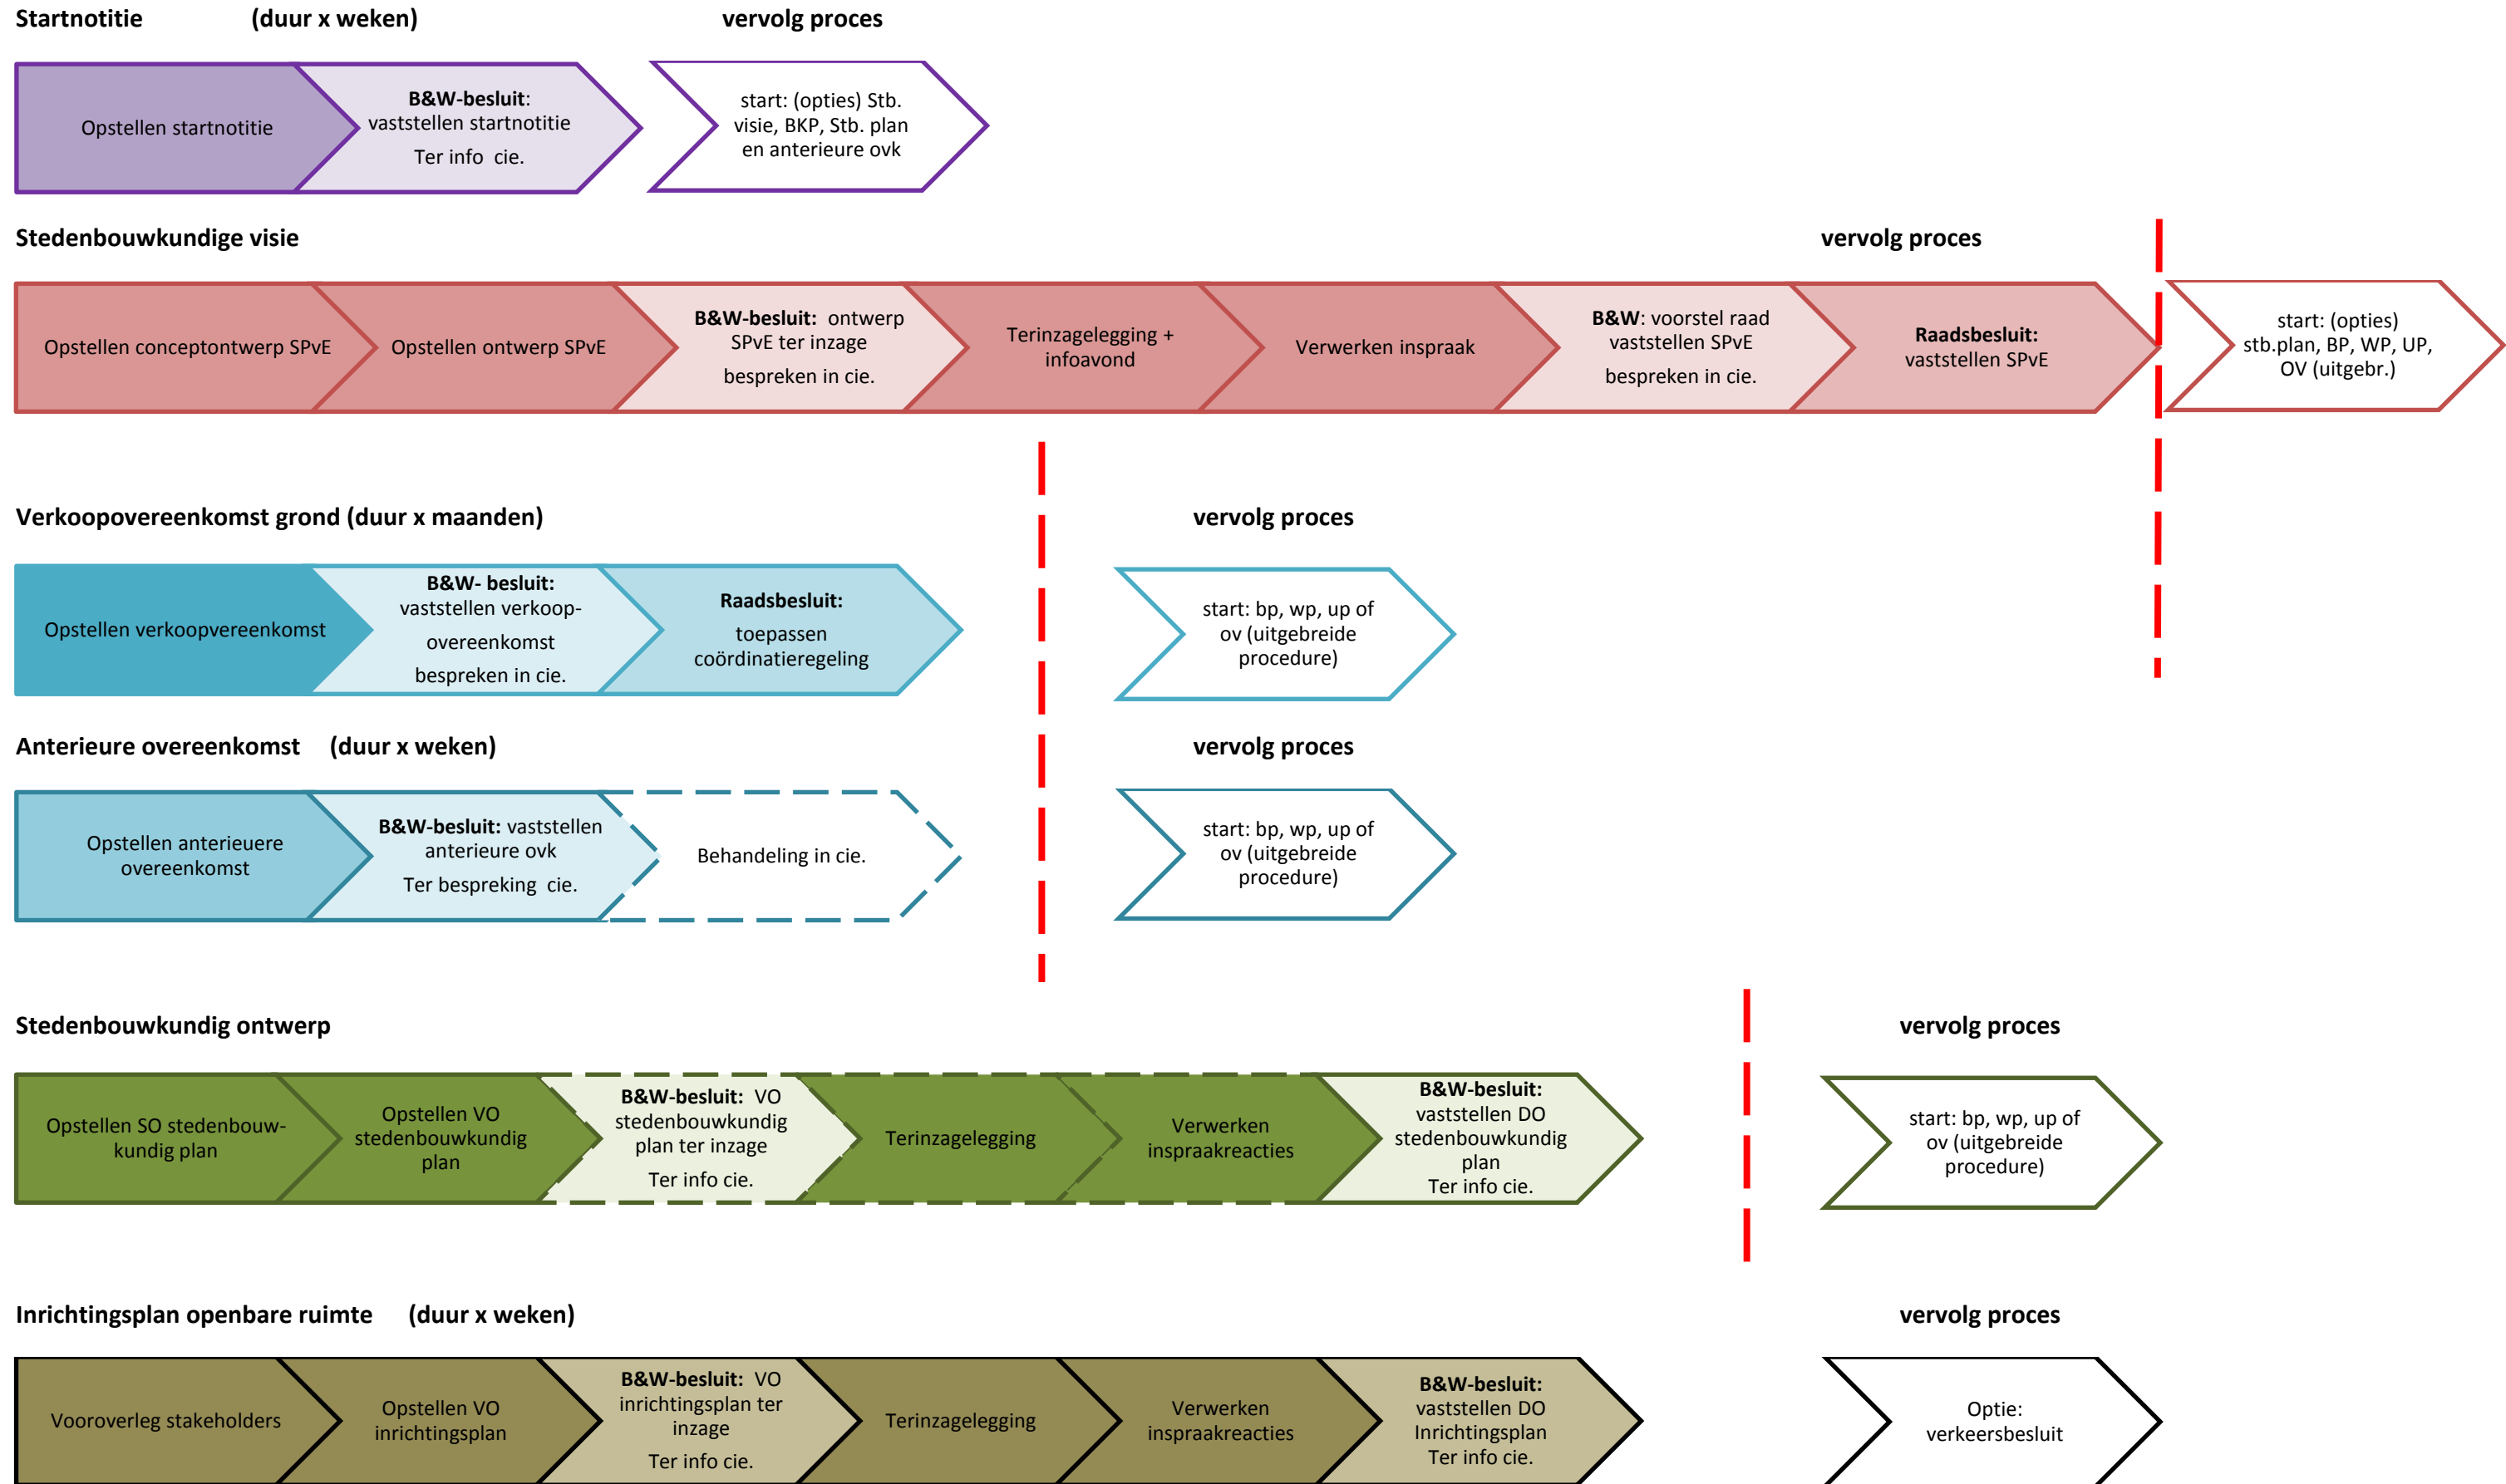 Startnotitie (duur x weken) vervolg proces
Opstellen startnotitie
B&W-besluit:
vaststellen startnotitie
Ter info cie.
start: (opties) Stb.
visie, BKP, Stb. plan
en anterieure ovk
Stedenbouwkundige visie vervolg proces
Opstellen conceptontwerp SPvE
Opstellen ontwerp SPvE
B&W-besluit: ontwerp
SPvE ter inzage
bespreken in cie.
Terinzagelegging +
infoavond
Verwerken inspraak
B&W: voorstel raad
vaststellen SPvE
bespreken in cie.
Raadsbesluit:
vaststellen SPvE
start: (opties)
stb.plan, BP, WP, UP,
OV (uitgebr.)
Verkoopovereenkomst grond (duur x maanden) vervolg proces
Opstellen verkoopvereenkomst
B&W- besluit:
vaststellen verkoop-
overeenkomst
bespreken in cie.
Raadsbesluit:
toepassen
coördinatieregeling
start: bp, wp, up of
ov (uitgebreide
procedure)
Anterieure overeenkomst (duur x weken) vervolg proces
Opstellen anterieuere
overeenkomst
B&W-besluit: vaststellen
anterieure ovk
Ter bespreking cie.
Behandeling in cie.
start: bp, wp, up of
ov (uitgebreide
procedure)
Stedenbouwkundig ontwerp vervolg proces
Opstellen SO stedenbouw-
kundig plan
Opstellen VO
stedenbouwkundig
plan
B&W-besluit: VO
stedenbouwkundig
plan ter inzage
Ter info cie.
Terinzagelegging
Verwerken
inspraakreacties
B&W-besluit:
vaststellen DO
stedenbouwkundig
plan
Ter info cie.
start: bp, wp, up of
ov (uitgebreide
procedure)
Inrichtingsplan openbare ruimte (duur x weken) vervolg proces
Vooroverleg stakeholders
Opstellen VO
inrichtingsplan
B&W-besluit: VO
inrichtingsplan ter
inzage
Ter info cie.
Terinzagelegging
Verwerken
inspraakreacties
B&W-besluit:
vaststellen DO
Inrichtingsplan
Ter info cie.
Optie:
verkeersbesluit